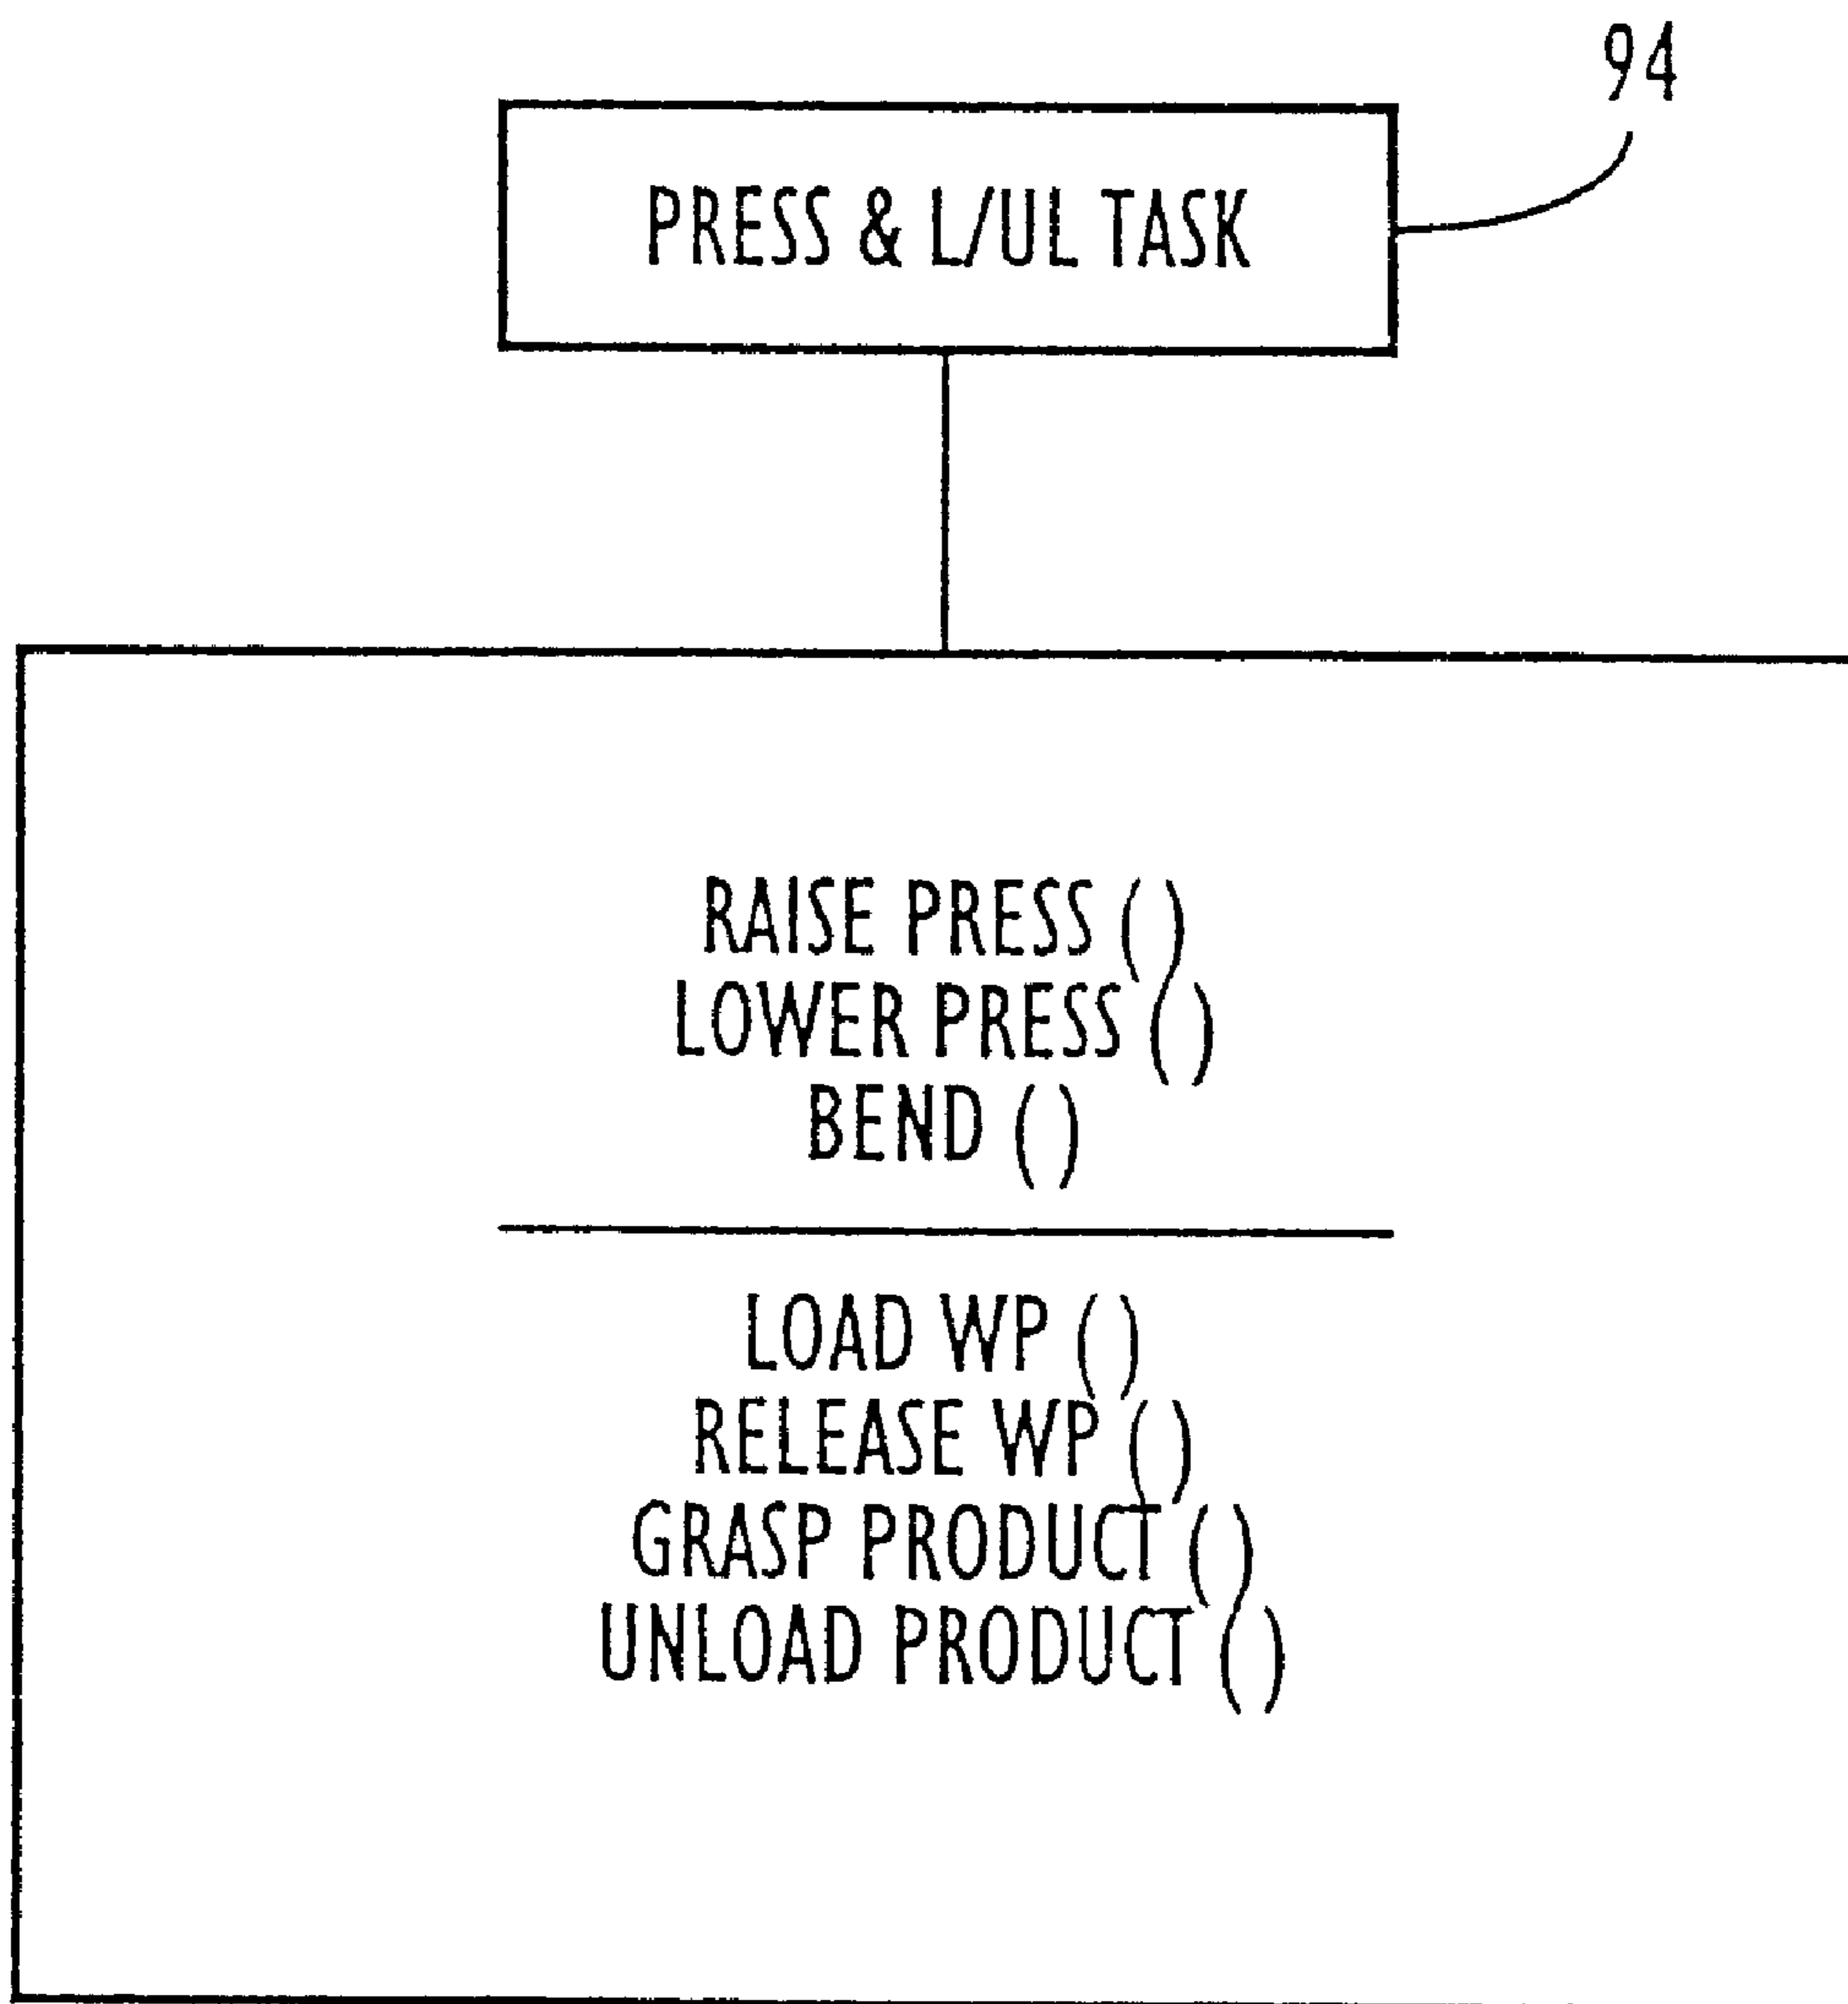 94
PRESS & L/UL TASK
RAISE PRESS ( )
LOWER PRESS ( )
BEND ( )
LOAD WP ( )
RELEASE WP ( )
GRASP PRODUCT ( )
UNLOAD PRODUCT ( )